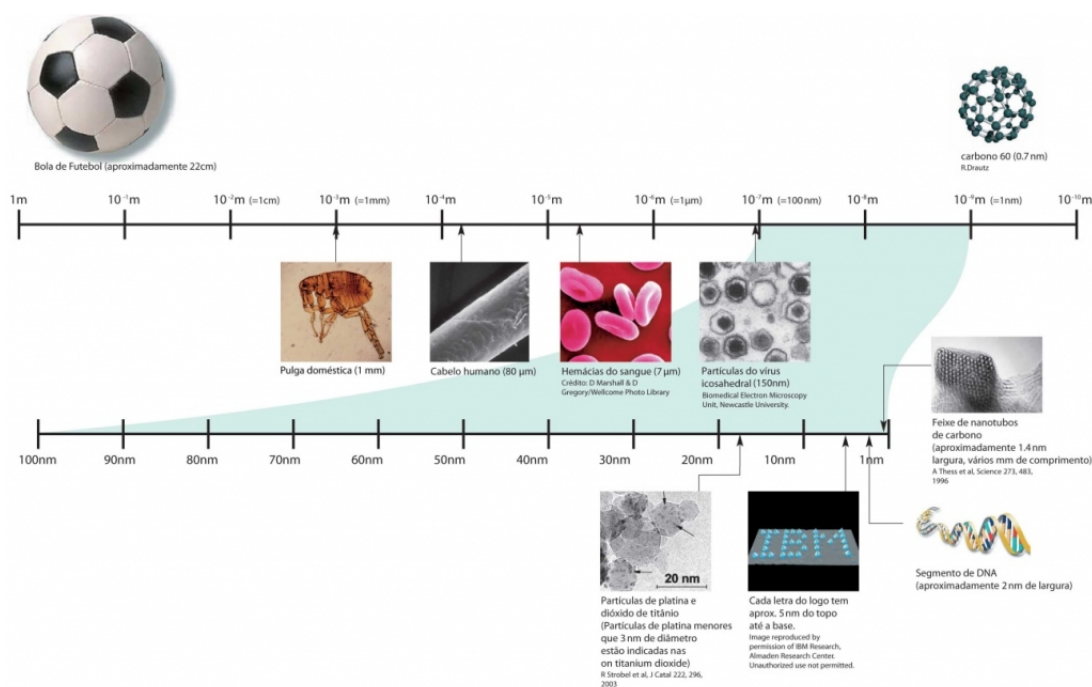 Bola de Futebol (aproximadamente 22cm)
carbono 60 (0.7 nm)
R.Drautz
1m
10⁻¹m
10⁻²m (=1cm)
10⁻³m (=1mm)
10⁻⁴m
10⁻⁵m
10⁻⁶m (=1μm)
10⁻⁷m (=100nm)
10⁻⁸m
10⁻⁹m (=1nm)
10⁻¹⁰m
Pulga doméstica (1 mm)
Cabelo humano (80 μm)
Hemácias do sangue (7 μm)
Crédito: D Marshall & D
Gregory/Wellcome Photo Library
Partículas do vírus
icosahedral (150nm)
Biomedical Electron Microscopy
Unit, Newcastle University.
Feixe de nanotubos
de carbono
(aproximadamente 1.4 nm
largura, vários mm de comprimento)
A Thess et al, Science 273, 483,
1996
100nm
90nm
80nm
70nm
60nm
50nm
40nm
30nm
20nm
10nm
1nm
20 nm
IBM
Partículas de platina e
dióxido de titânio
(Partículas de platina menores
que 3 nm de diâmetro
estão indicadas nas
on titanium dioxide)
R Strobel et al, J Catal 222, 296,
2003
Cada letra do logo tem
aprox. 5 nm do topo
até a base.
Image reproduced by
permission of IBM Research,
Almaden Research Center.
Unauthorized use not permitted.
Segmento de DNA
(aproximadamente 2 nm de largura)